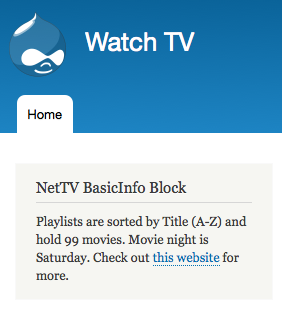 Watch TV
Home
NetTV BasicInfo Block
Playlists are sorted by Title (A-Z) and
hold 99 movies. Movie night is
Saturday. Check out this website for
more.